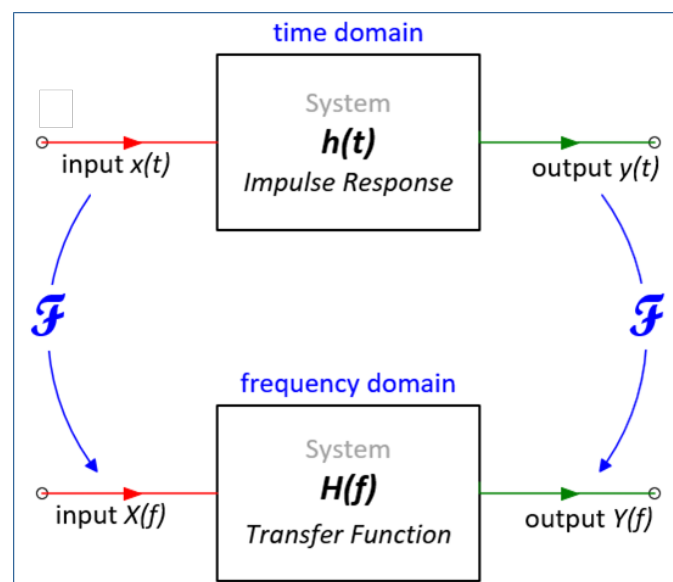 time domain
System
h(t)
input x(t)
Impulse Response
output y(t)
ℱ
ℱ
frequency domain
System
H(f)
input X(f)
Transfer Function
output Y(f)